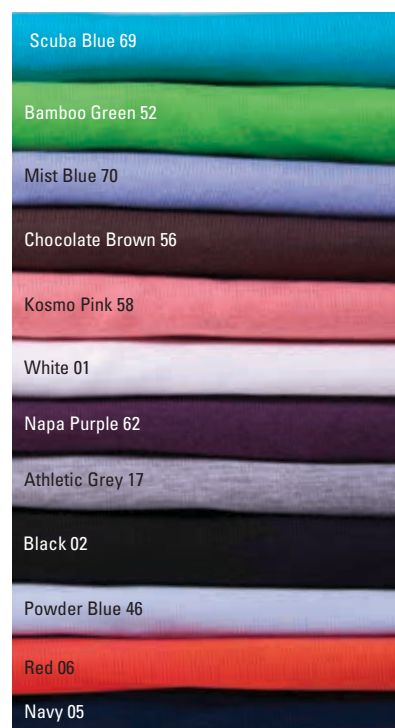 Scuba Blue 69
Bamboo Green 52
Mist Blue 70
Chocolate Brown 56
Kosmo Pink 58
White 01
Napa Purple 62
Athletic Grey 17
Black 02
Powder Blue 46
Red 06
Navy 05